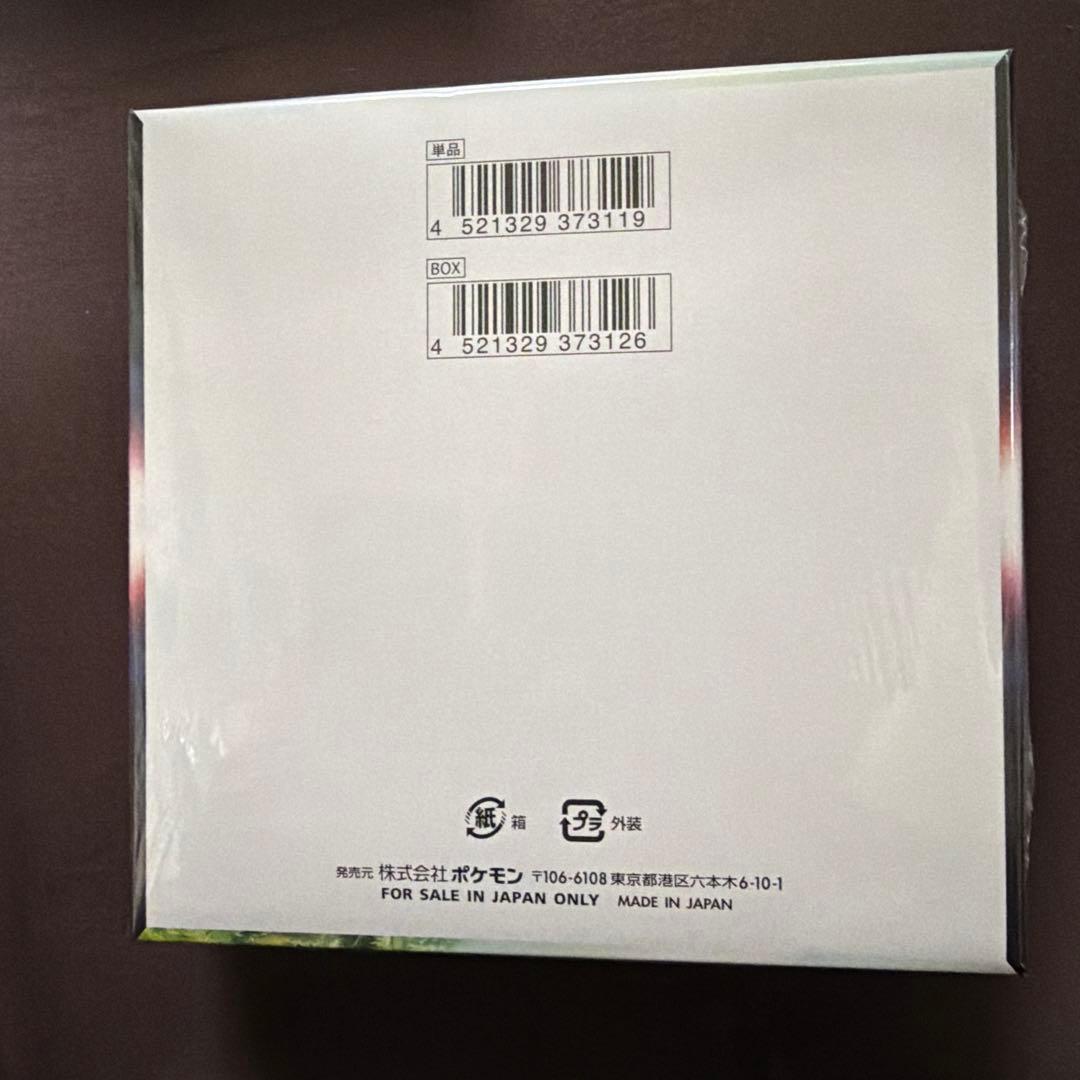 単品
4 521329 373119
BOX
4 521329 373126
紙 箱 プラ 外装
発売元 株式会社ポケモン 〒106-6108 東京都港区六本木6-10-1
FOR SALE IN JAPAN ONLY MADE IN JAPAN